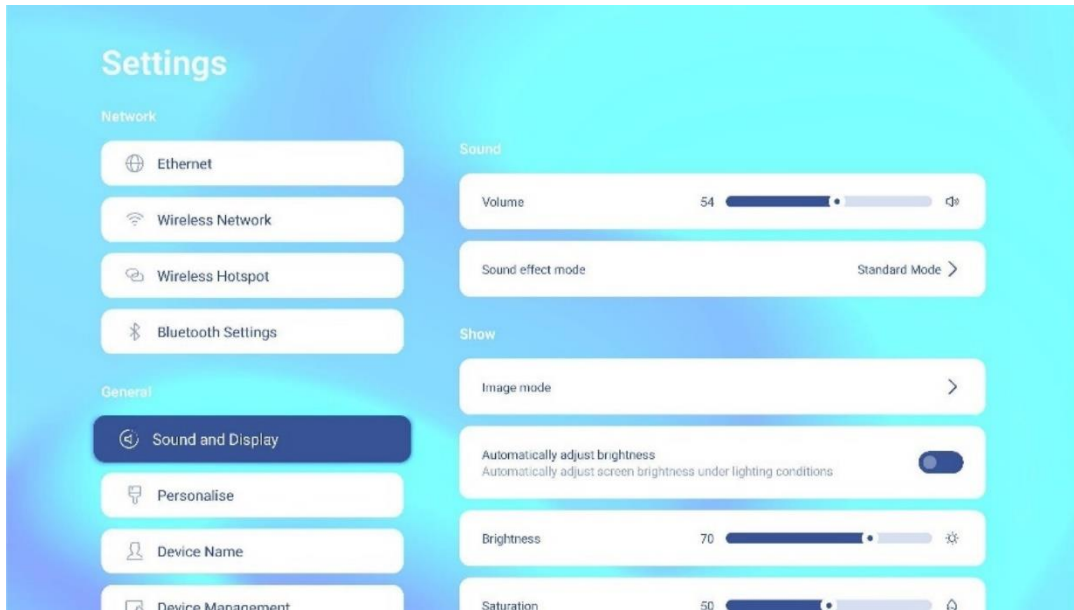 Settings
Network
Ethernet
Wireless Network
Wireless Hotspot
Bluetooth Settings
General
Sound and Display
Personalise
Device Name
Device Management
Sound
Volume 54
Sound effect mode Standard Mode
Show
Image mode
Automatically adjust brightness
Automatically adjust screen brightness under lighting conditions
Brightness 70
Saturation 50